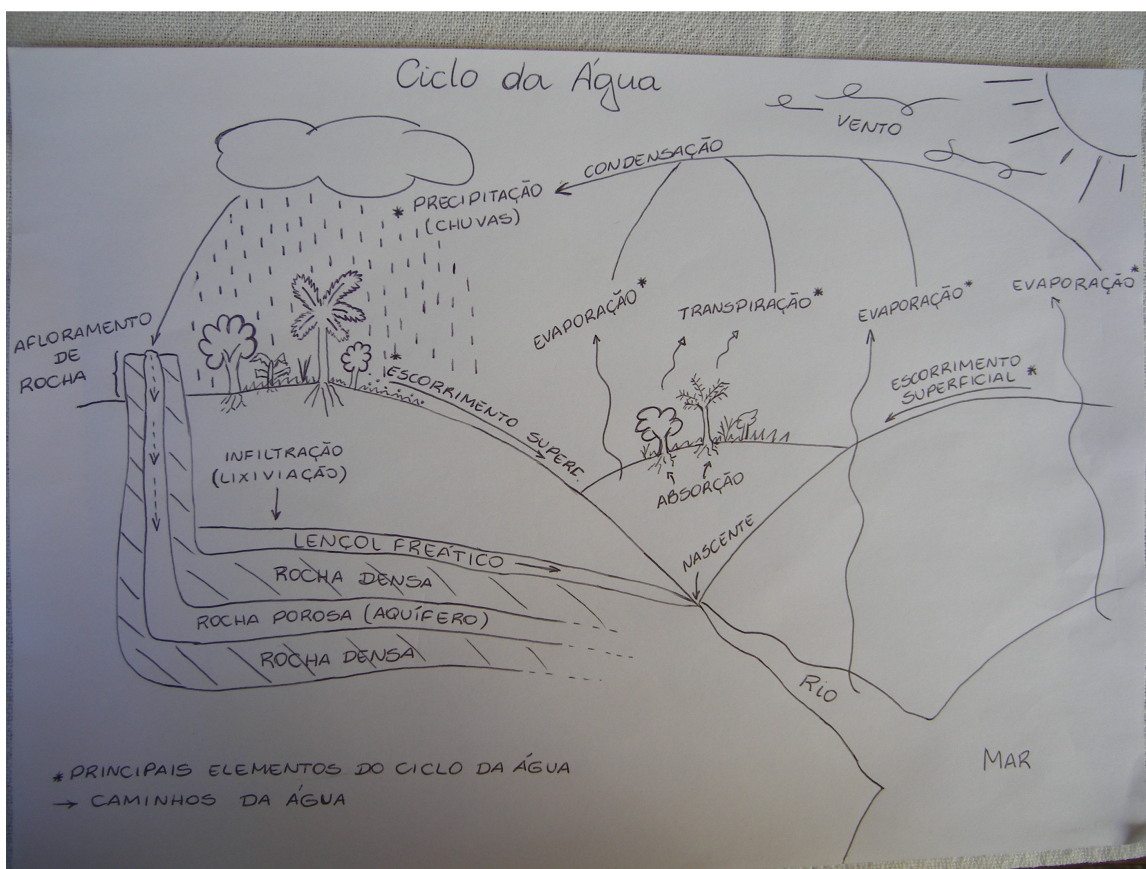 Ciclo da Água
VENTO
CONDENSAÇÃO
* PRECIPITAÇÃO
(CHUVAS)
EVAPORAÇÃO*
TRANSPIRAÇÃO*
EVAPORAÇÃO*
EVAPORAÇÃO*
AFLORAMENTO
DE
ROCHA
* ESCORRIMENTO SUPERF.
ESCORRIMENTO
SUPERFICIAL *
INFILTRAÇÃO
(LIXIVIAÇÃO)
ABSORÇÃO
NASCENTE
LENÇOL FREÁTICO
ROCHA DENSA
ROCHA POROSA (AQUÍFERO)
ROCHA DENSA
RIO
MAR
* PRINCIPAIS ELEMENTOS DO CICLO DA ÁGUA
→ CAMINHOS DA ÁGUA